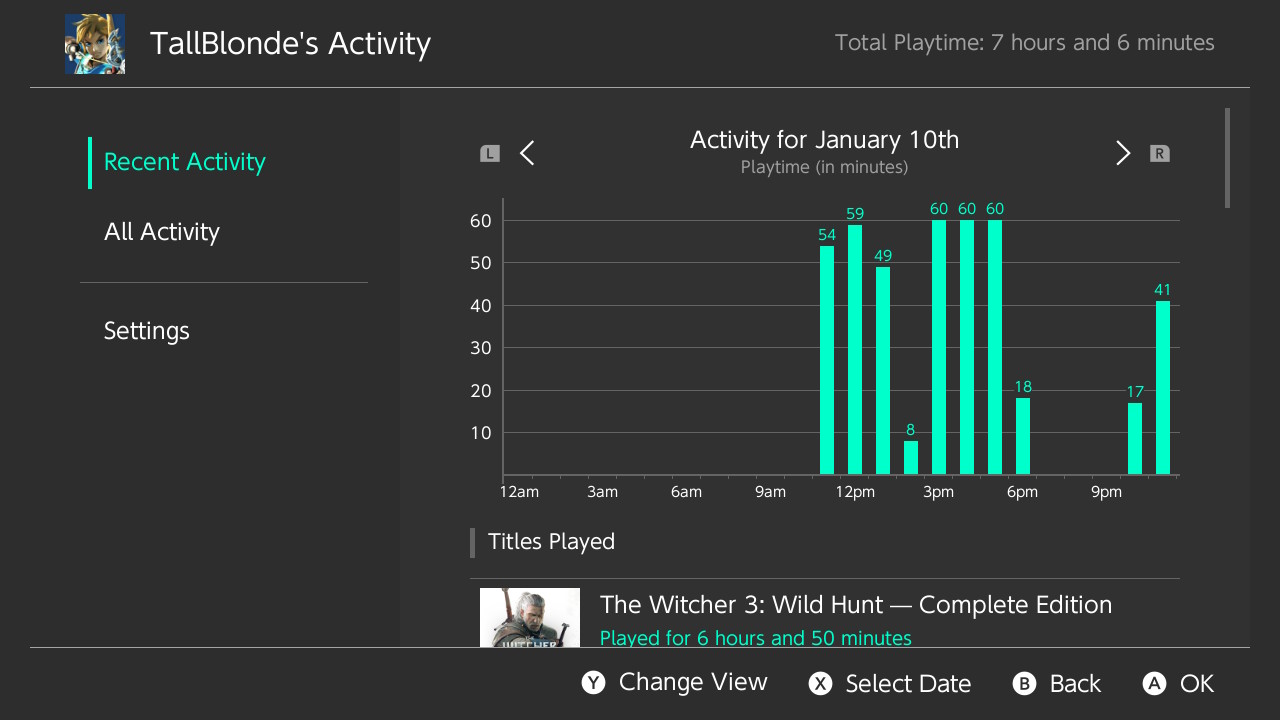 TallBlonde's Activity
Total Playtime: 7 hours and 6 minutes
Recent Activity
All Activity
Settings
L
Activity for January 10th
R
Playtime (in minutes)
60
50
40
30
20
10
54
59
49
8
60
60
60
18
17
41
12am
3am
6am
9am
12pm
3pm
6pm
9pm
Titles Played
The Witcher 3: Wild Hunt — Complete Edition
Played for 6 hours and 50 minutes
WITCHER
Y Change View
X Select Date
B Back
A OK